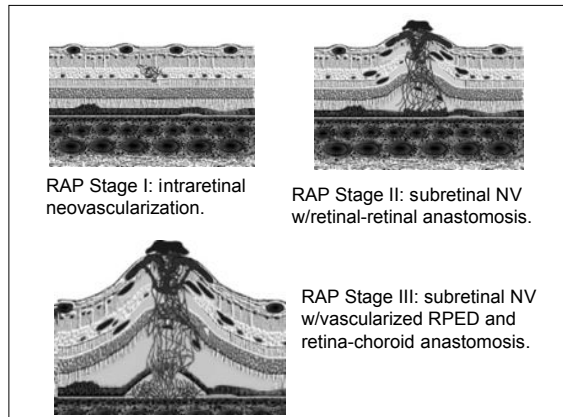 RAP Stage I: intraretinal
neovascularization.
RAP Stage II: subretinal NV
w/retinal-retinal anastomosis.
RAP Stage III: subretinal NV
w/vascularized RPED and
retina-choroid anastomosis.